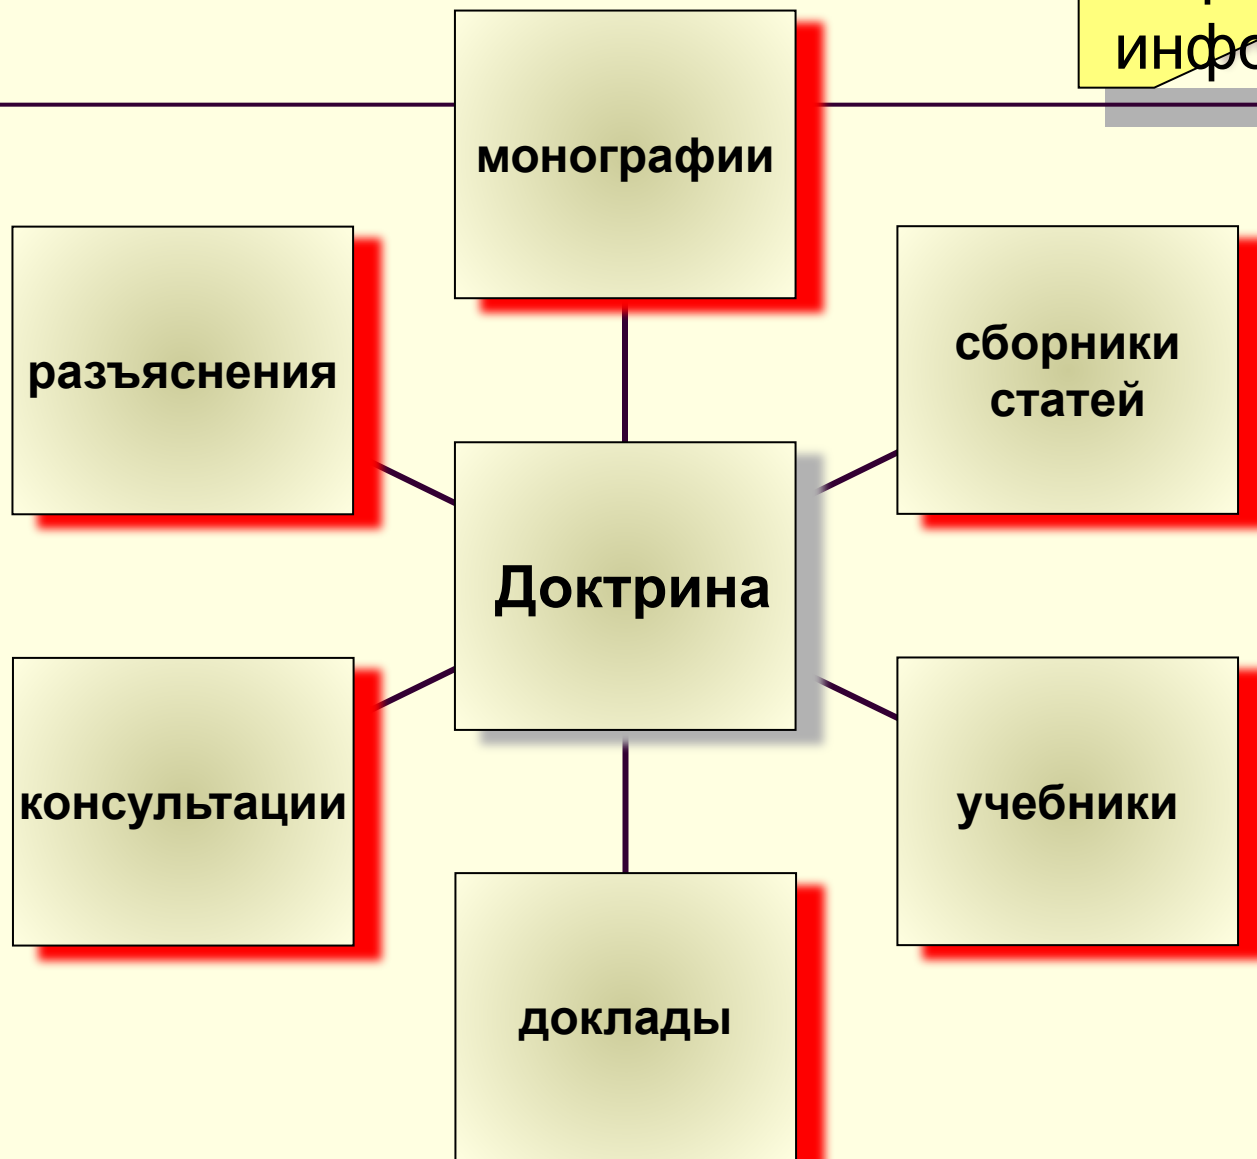 монографии
разъяснения
сборники
статей
Доктрина
консультации
учебники
доклады